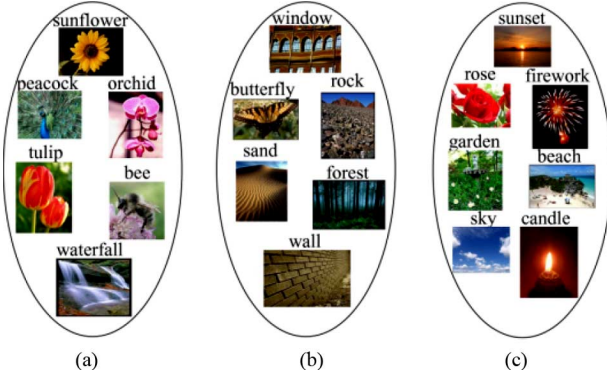 sunflower
peacock
orchid
tulip
bee
waterfall
(a)
window
butterfly
rock
sand
forest
wall
(b)
sunset
rose
firework
garden
beach
sky
candle
(c)